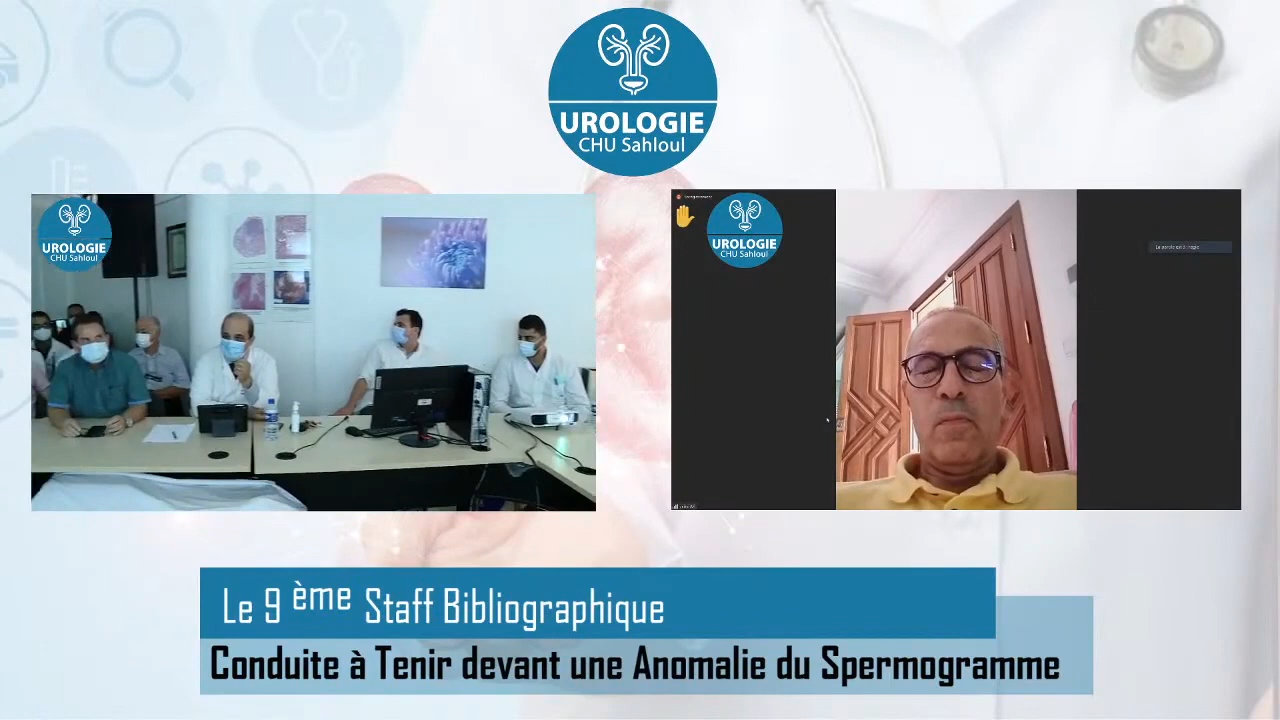 UROLOGIE
CHU Sahloul
UROLOGIE
CHU Sahloul
UROLOGIE
CHU Sahloul
Le 9 ème Staff Bibliographique
Conduite à Tenir devant une Anomalie du Spermogramme